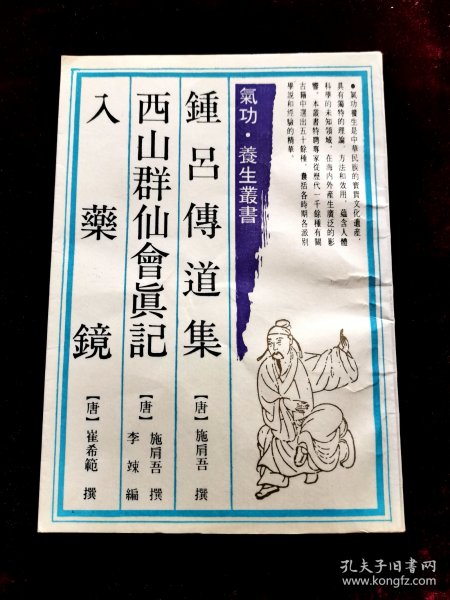 ●氣功養生是中華民族的寶貴文化遺産，
具有獨特的理論、方法和效用，蘊含人體
科學的未知領域，在海内外産生廣泛的影
響。本叢書特聘專家從歷代一千餘種有關
古籍中選出五十餘種，囊括各時期各派別
學説和經驗的精華。
氣功·養生叢書
鍾呂傳道集
【唐】施肩吾 撰
西山群仙會眞記
【唐】施肩吾 撰
李竦 編
入藥鏡
【唐】崔希範 撰
孔夫子旧书网
www.kongfz.com